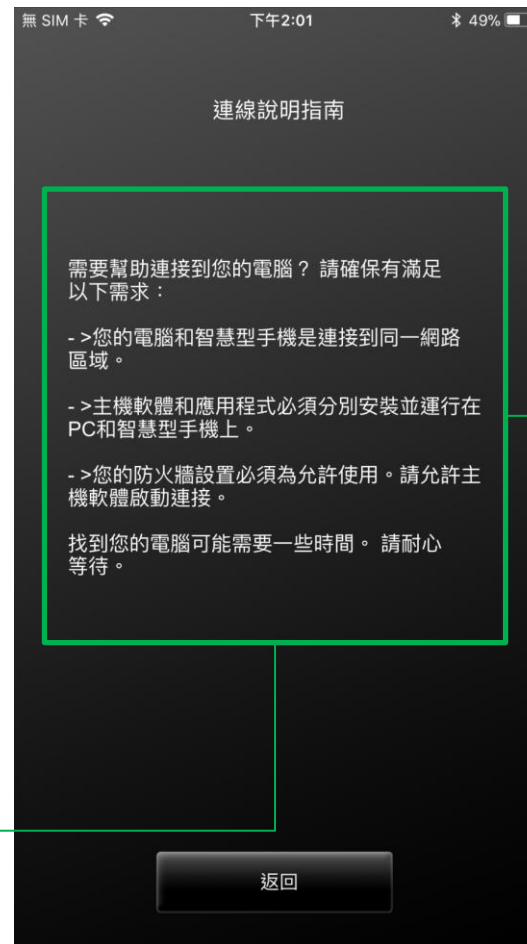 無 SIM 卡 下午2:01 49%
連線說明指南
需要幫助連接到您的電腦？ 請確保有滿足
以下需求：
- >您的電腦和智慧型手機是連接到同一網路
區域。
- >主機軟體和應用程式必須分別安裝並運行在
PC和智慧型手機上。
- >您的防火牆設置必須為允許使用。請允許主
機軟體啟動連接。
找到您的電腦可能需要一些時間。 請耐心
等待。
返回